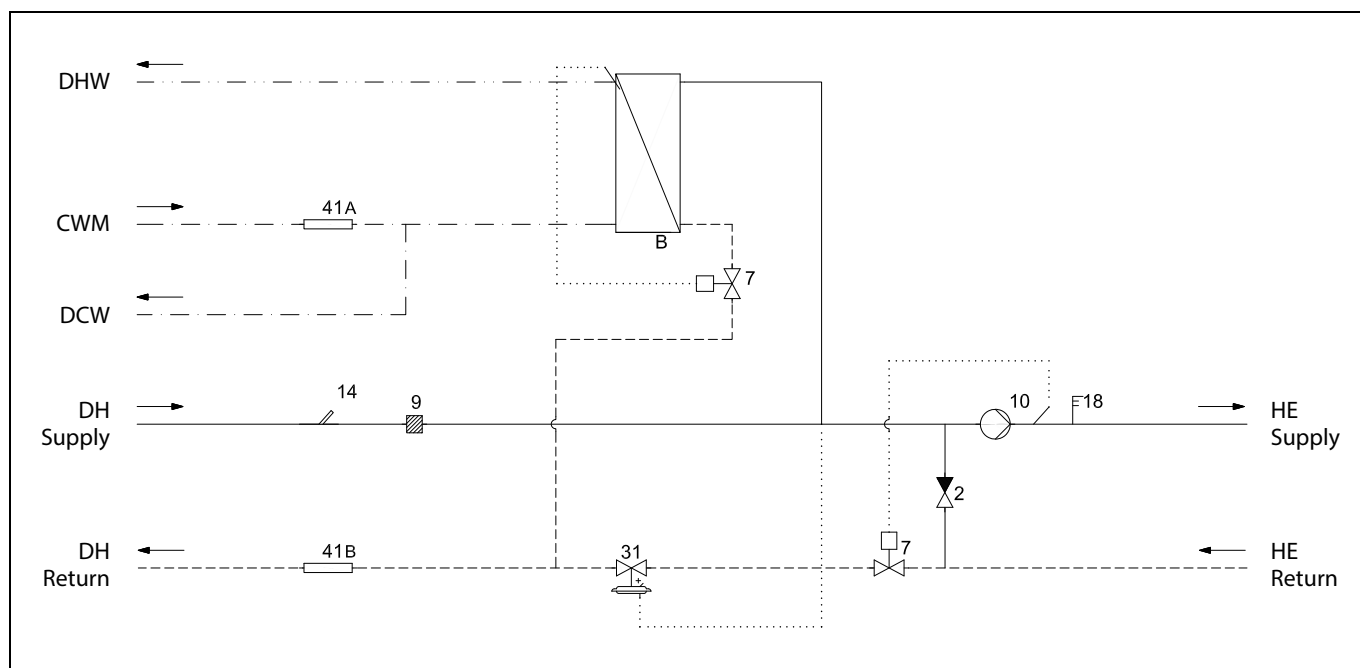 DHW
41A
CWM
B
7
DCW
14
9
10
18
DH
Supply
HE
Supply
2
DH
Return
41B
31
+
7
HE
Return